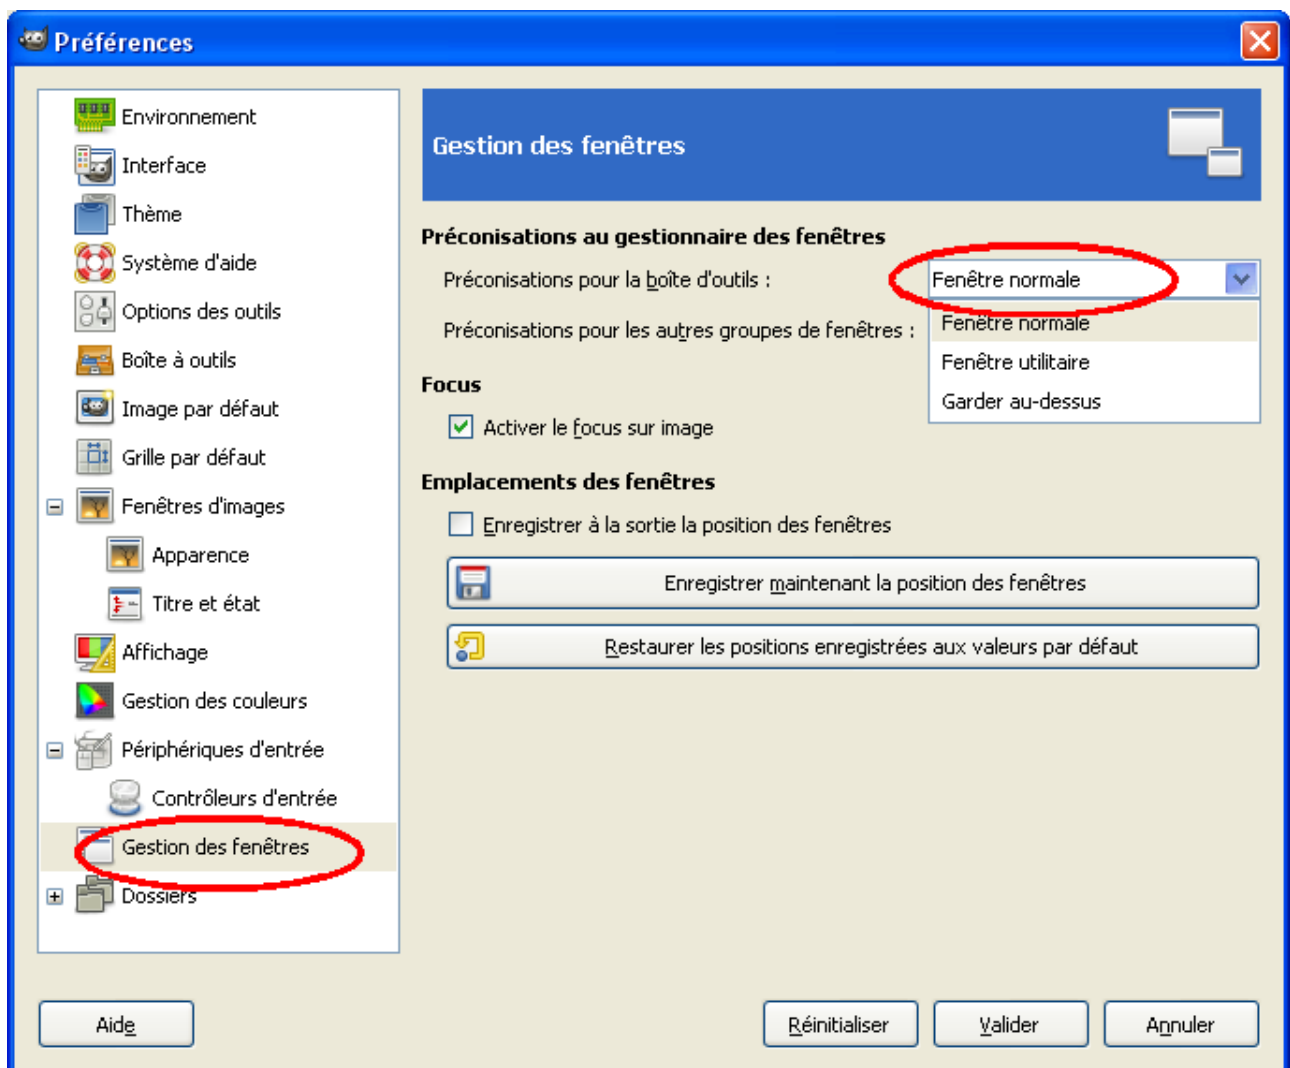 Préférences
Environnement
Interface
Thème
Système d'aide
Options des outils
Boîte à outils
Image par défaut
Grille par défaut
Fenêtres d'images
Apparence
Titre et état
Affichage
Gestion des couleurs
Périphériques d'entrée
Contrôleurs d'entrée
Gestion des fenêtres
Dossiers
Gestion des fenêtres
Préconisations au gestionnaire des fenêtres
Préconisations pour la boîte d'outils : Fenêtre normale
Fenêtre normale
Préconisations pour les autres groupes de fenêtres :
Fenêtre utilitaire
Garder au-dessus
Focus
Activer le focus sur image
Emplacements des fenêtres
Enregistrer à la sortie la position des fenêtres
Enregistrer maintenant la position des fenêtres
Restaurer les positions enregistrées aux valeurs par défaut
Aide Réinitialiser Valider Annuler